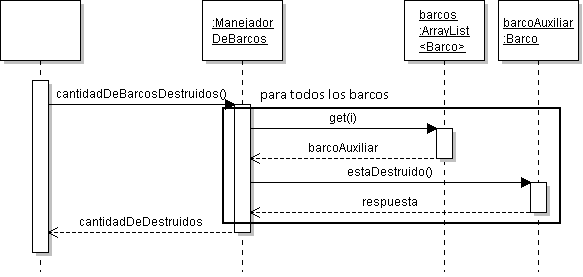 :Manejador
DeBarcos
barcos
:ArrayList
<Barco>
barcoAuxiliar
:Barco
cantidadDeBarcosDestruidos()
para todos los barcos
get(i)
barcoAuxiliar
estaDestruido()
respuesta
cantidadDeDestruidos